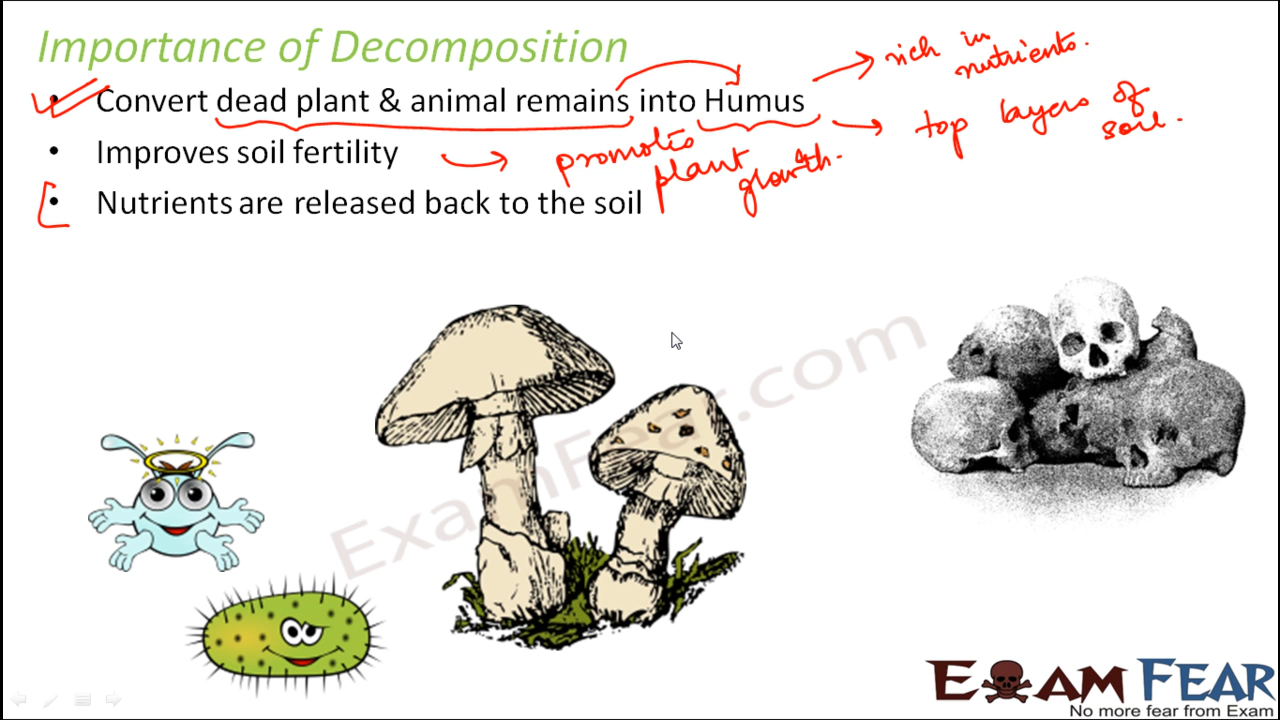 Importance of Decomposition
• Convert dead plant & animal remains into Humus
rich in
nutrients.
top layers of
soil.
• Improves soil fertility
promotes
plant
growth.
• Nutrients are released back to the soil
ExamFear.com
EXAM FEAR
No more fear from Exam